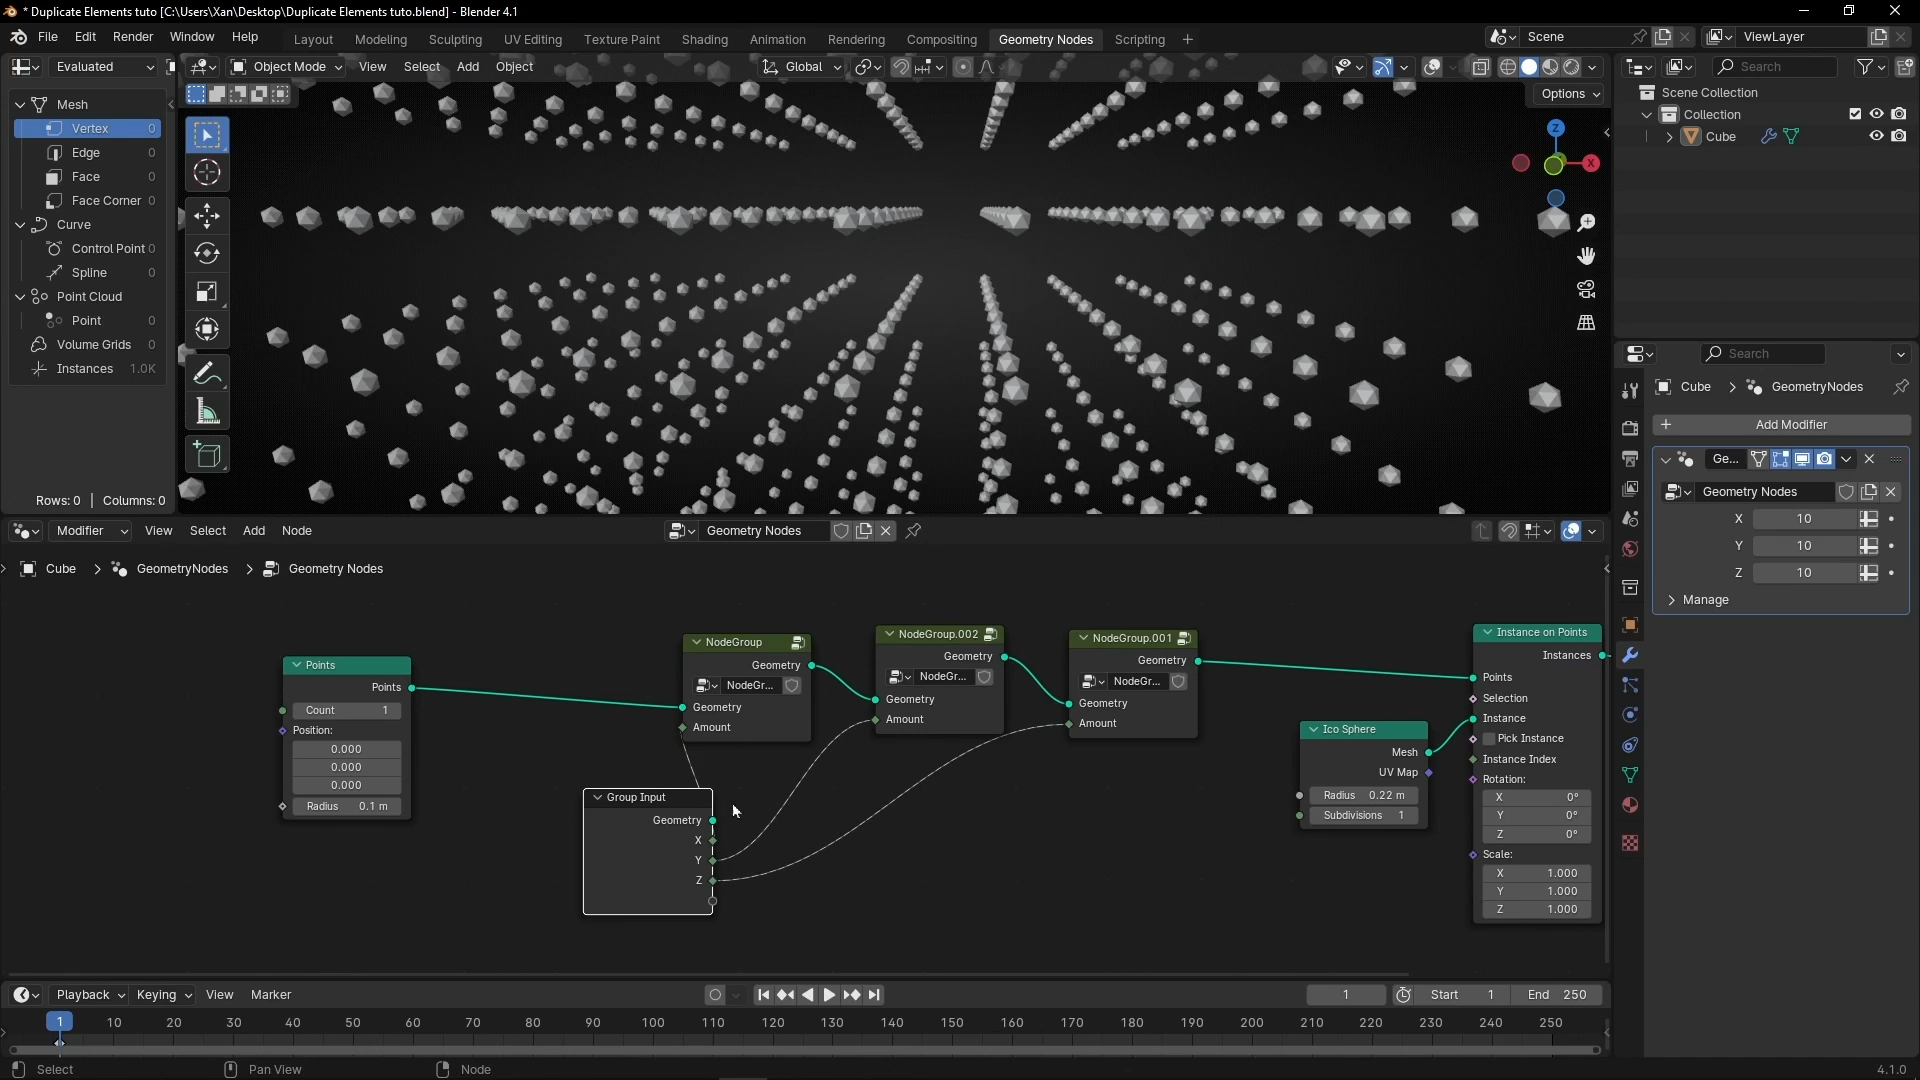 * Duplicate Elements tuto [C:\Users\Xan\Desktop\Duplicate Elements tuto.blend] - Blender 4.1
File Edit Render Window Help
Layout Modeling Sculpting UV Editing Texture Paint Shading Animation Rendering Compositing Geometry Nodes Scripting +
Scene
ViewLayer
Evaluated
Object Mode View Select Add Object
Global
Options
Search
Mesh
Vertex 0
Edge 0
Face 0
Face Corner 0
Curve
Control Point 0
Spline 0
Point Cloud
Point 0
Volume Grids 0
Instances 1.0K
Rows: 0 | Columns: 0
Z
X
Scene Collection
Collection
Cube
Search
Cube > GeometryNodes
Add Modifier
Ge...
Geometry Nodes
X 10
Y 10
Z 10
Manage
Modifier View Select Add Node
Geometry Nodes
Cube > GeometryNodes > Geometry Nodes
Points
Points
Count 1
Position:
0.000
0.000
0.000
Radius 0.1 m
NodeGroup
Geometry
NodeGr...
Geometry
Amount
NodeGroup.002
Geometry
NodeGr...
Geometry
Amount
NodeGroup.001
Geometry
NodeGr...
Geometry
Amount
Group Input
Geometry
X
Y
Z
Ico Sphere
Mesh
UV Map
Radius 0.22 m
Subdivisions 1
Instance on Points
Instances
Points
Selection
Instance
Pick Instance
Instance Index
Rotation:
X 0°
Y 0°
Z 0°
Scale:
X 1.000
Y 1.000
Z 1.000
Playback Keying View Marker
1
Start 1
End 250
1 10 20 30 40 50 60 70 80 90 100 110 120 130 140 150 160 170 180 190 200 210 220 230 240 250
Select
Pan View
Node
4.1.0